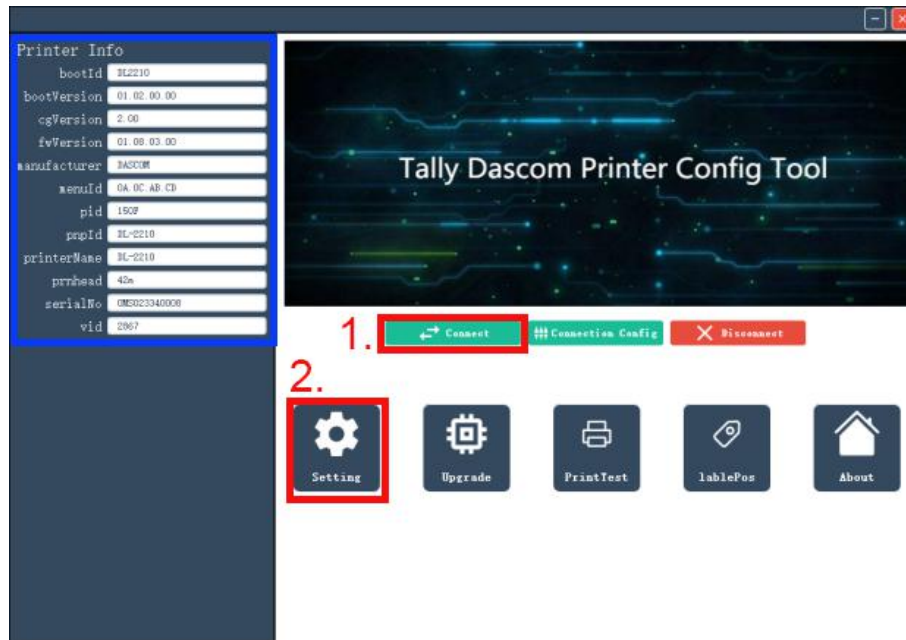 Printer Info
bootId DL2210
bootVersion 01.02.00.00
cgVersion 2.00
fwVersion 01.08.03.00
manufacturer DASCOM
menuId 0A.0C.AB.CD
pid 150F
pnpId DL-2210
printerName DL-2210
prnhead 42m
serialNo
vid 2867
Tally Dascom Printer Config Tool
1.
Connect
Connection Config
Disconnect
2.
Setting
Upgrade
PrintTest
lablePos
About